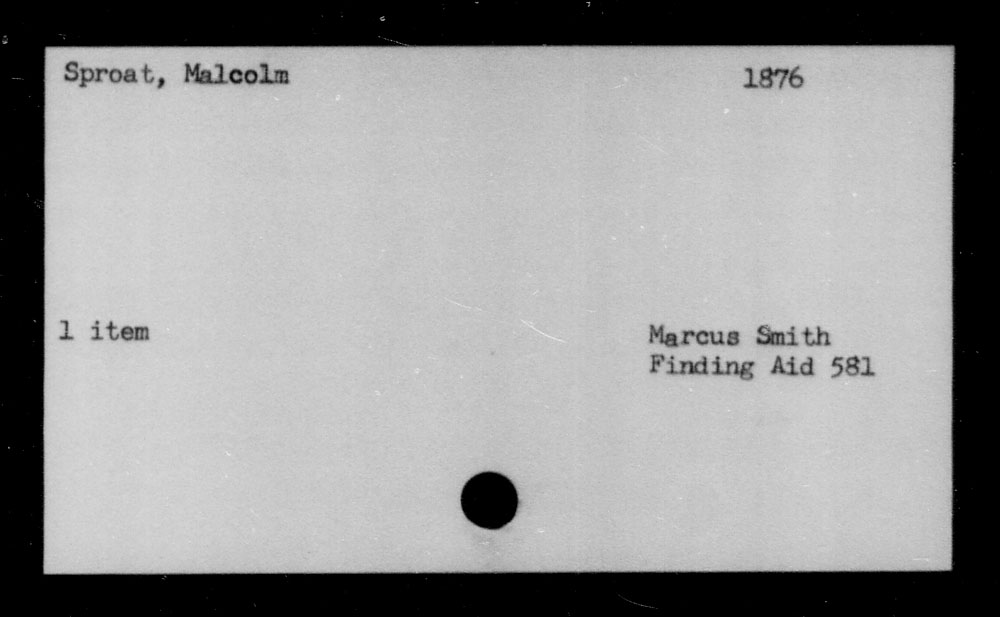 Sproat, Malcolm 1876
1 item
Marcus Smith
Finding Aid 581